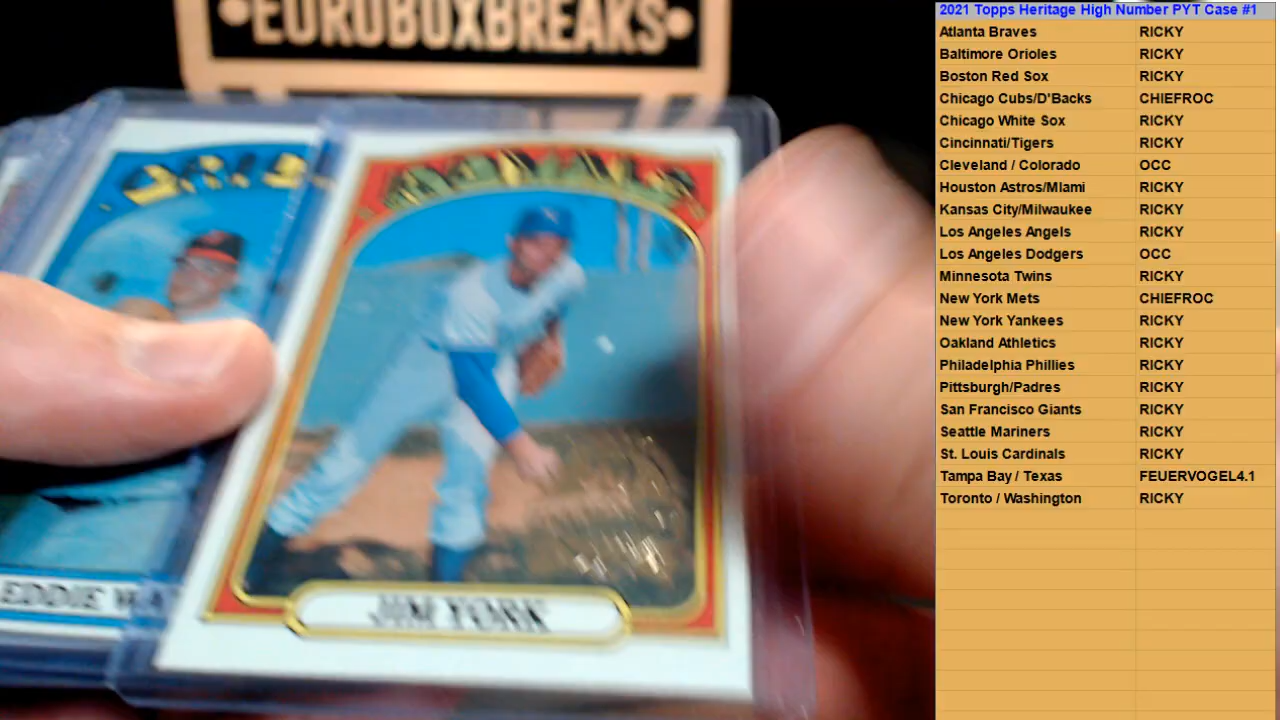 •EUROBOXBREAKS•
ORIOLES
ROYALS
EDDIE WA
JIM YORK
2021 Topps Heritage High Number PYT Case #1
Atlanta Braves RICKY
Baltimore Orioles RICKY
Boston Red Sox RICKY
Chicago Cubs/D'Backs CHIEFROC
Chicago White Sox RICKY
Cincinnati/Tigers RICKY
Cleveland / Colorado OCC
Houston Astros/MIami RICKY
Kansas City/Milwaukee RICKY
Los Angeles Angels RICKY
Los Angeles Dodgers OCC
Minnesota Twins RICKY
New York Mets CHIEFROC
New York Yankees RICKY
Oakland Athletics RICKY
Philadelphia Phillies RICKY
Pittsburgh/Padres RICKY
San Francisco Giants RICKY
Seattle Mariners RICKY
St. Louis Cardinals RICKY
Tampa Bay / Texas FEUERVOGEL4.1
Toronto / Washington RICKY